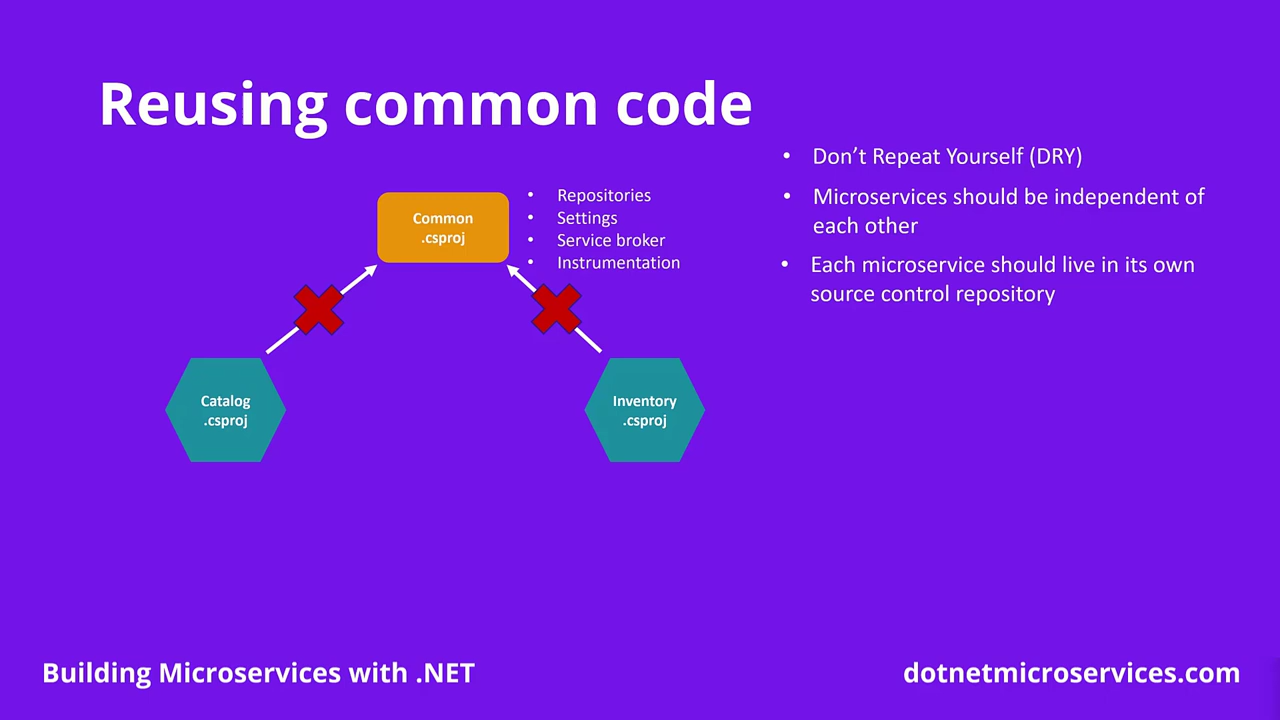 Reusing common code
Common
.csproj
• Repositories
• Settings
• Service broker
• Instrumentation
Catalog
.csproj
Inventory
.csproj
• Don’t Repeat Yourself (DRY)
• Microservices should be independent of
each other
• Each microservice should live in its own
source control repository
Building Microservices with .NET
dotnetmicroservices.com